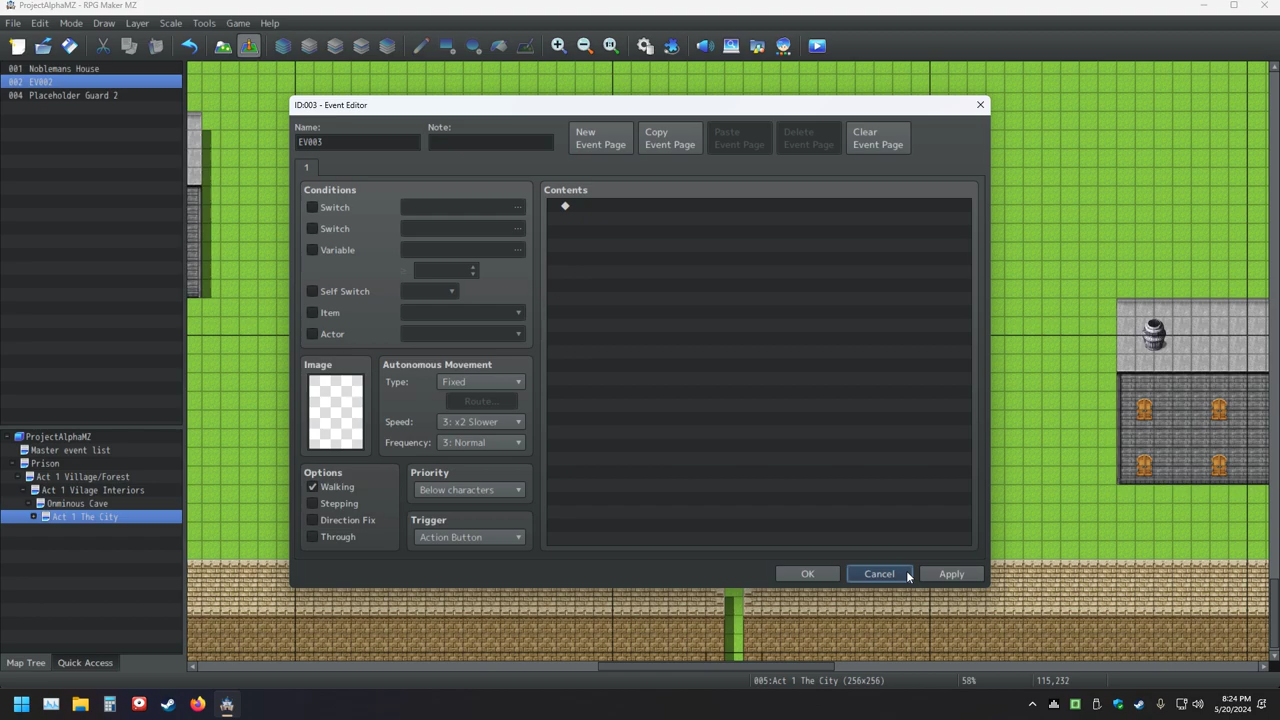 ProjectAlphaMZ - RPG Maker MZ
File Edit Mode Draw Layer Scale Tools Game Help
001 Noblemans House
002 EV002
004 Placeholder Guard 2
ID:003 - Event Editor
Name: Note:
EV003
New Event Page
Copy Event Page
Paste Event Page
Delete Event Page
Clear Event Page
1
Conditions
Switch ...
Switch ...
Variable ...
Self Switch
Item
Actor
Image
Autonomous Movement
Type: Fixed
Route...
Speed: 3: x2 Slower
Frequency: 3: Normal
Options
Walking
Stepping
Direction Fix
Through
Priority
Below characters
Trigger
Action Button
Contents
◆
OK Cancel Apply
ProjectAlphaMZ
Master event list
Prison
Act 1 Village/Forest
Act 1 Vilage Interiors
Onminous Cave
Act 1 The City
Map Tree Quick Access
005:Act 1 The City (256x256) 58% 115,232
8:24 PM
5/20/2024